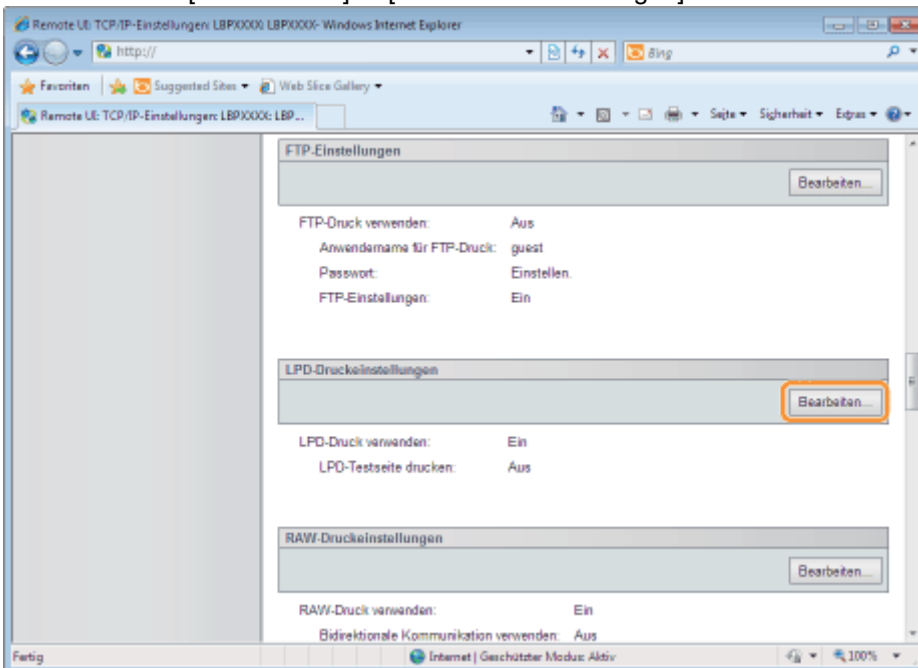 Remote UI: TCP/IP-Einstellungen: LBPXXXX: LBPXXXX- Windows Internet Explorer
http://
Bing
Favoriten
Suggested Sites
Web Slice Gallery
Remote UI: TCP/IP-Einstellungen: LBPXXXX: LBP...
Seite
Sicherheit
Extras
FTP-Einstellungen
Bearbeiten...
FTP-Druck verwenden: Aus
Anwendername für FTP-Druck: guest
Passwort: Einstellen.
FTP-Einstellungen: Ein
LPD-Druckeinstellungen
Bearbeiten...
LPD-Druck verwenden: Ein
LPD-Testseite drucken: Aus
RAW-Druckeinstellungen
Bearbeiten...
RAW-Druck verwenden: Ein
Bidirektionale Kommunikation verwenden: Aus
Fertig
Internet | Geschützter Modus: Aktiv
100%